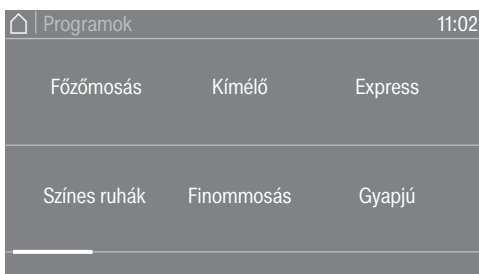 Programok 11:02
Főzőmosás Kímélő Express
Színes ruhák Finommosás Gyapjú